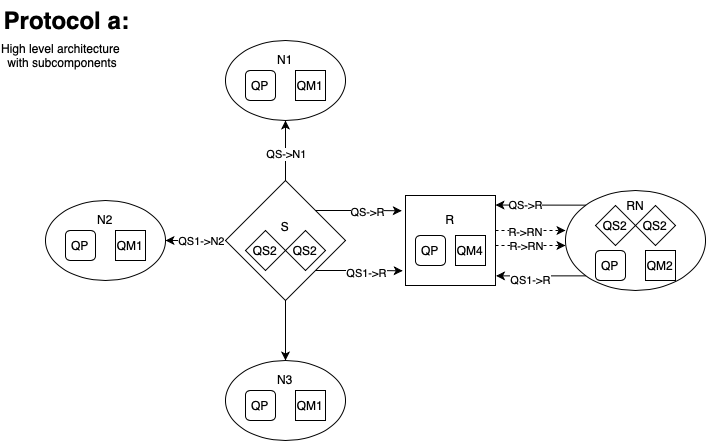 Protocol a:
High level architecture
with subcomponents
N1
QP QM1
QS->N1
N2
QP QM1
QS1->N2
S
QS2 QS2
QS->R
QS1->R
R
QP QM4
QS->R
R->RN
R->RN
QS1->R
RN
QS2 QS2
QP QM2
N3
QP QM1